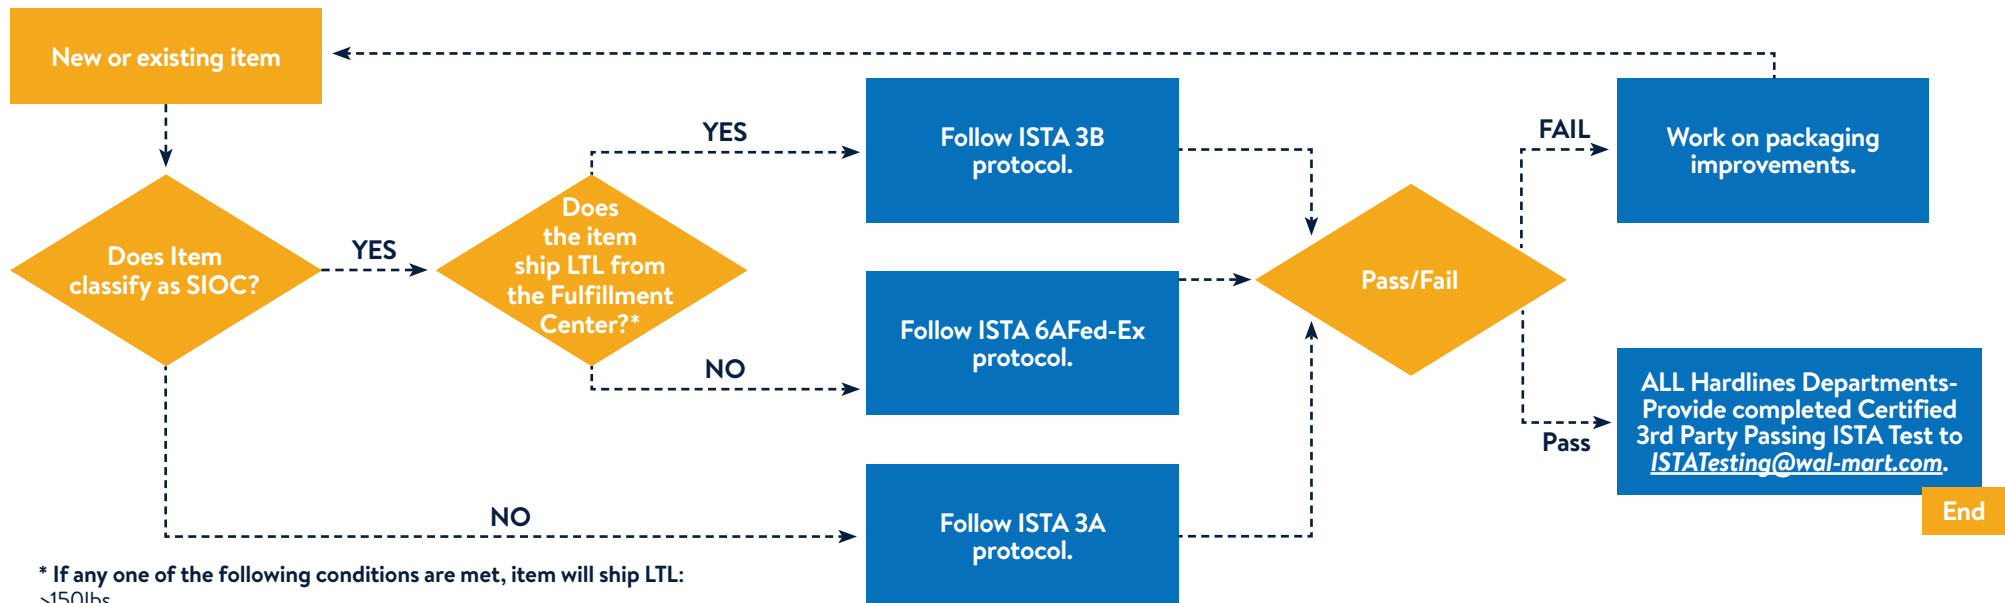 New or existing item
Does Item
classify as SIOC?
YES
Does
the item
ship LTL from
the Fulfillment
Center?*
YES
NO
NO
Follow ISTA 3B
protocol.
Follow ISTA 6AFed-Ex
protocol.
Follow ISTA 3A
protocol.
Pass/Fail
FAIL
Work on packaging
improvements.
Pass
ALL Hardlines Departments-
Provide completed Certified
3rd Party Passing ISTA Test to
ISTATesting@wal-mart.com.
End
* If any one of the following conditions are met, item will ship LTL:
>150lbs